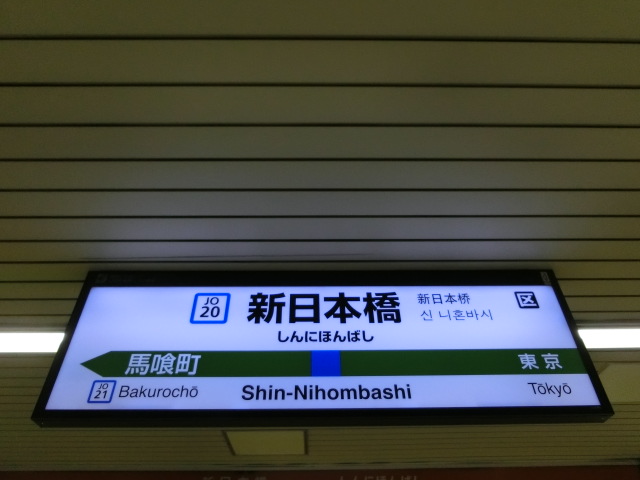 JO
20
新日本橋
しんにほんばし
新日本桥
신 니혼바시
区
馬喰町
東京
JO
21
Bakurochō
Shin-Nihombashi
Tōkyō